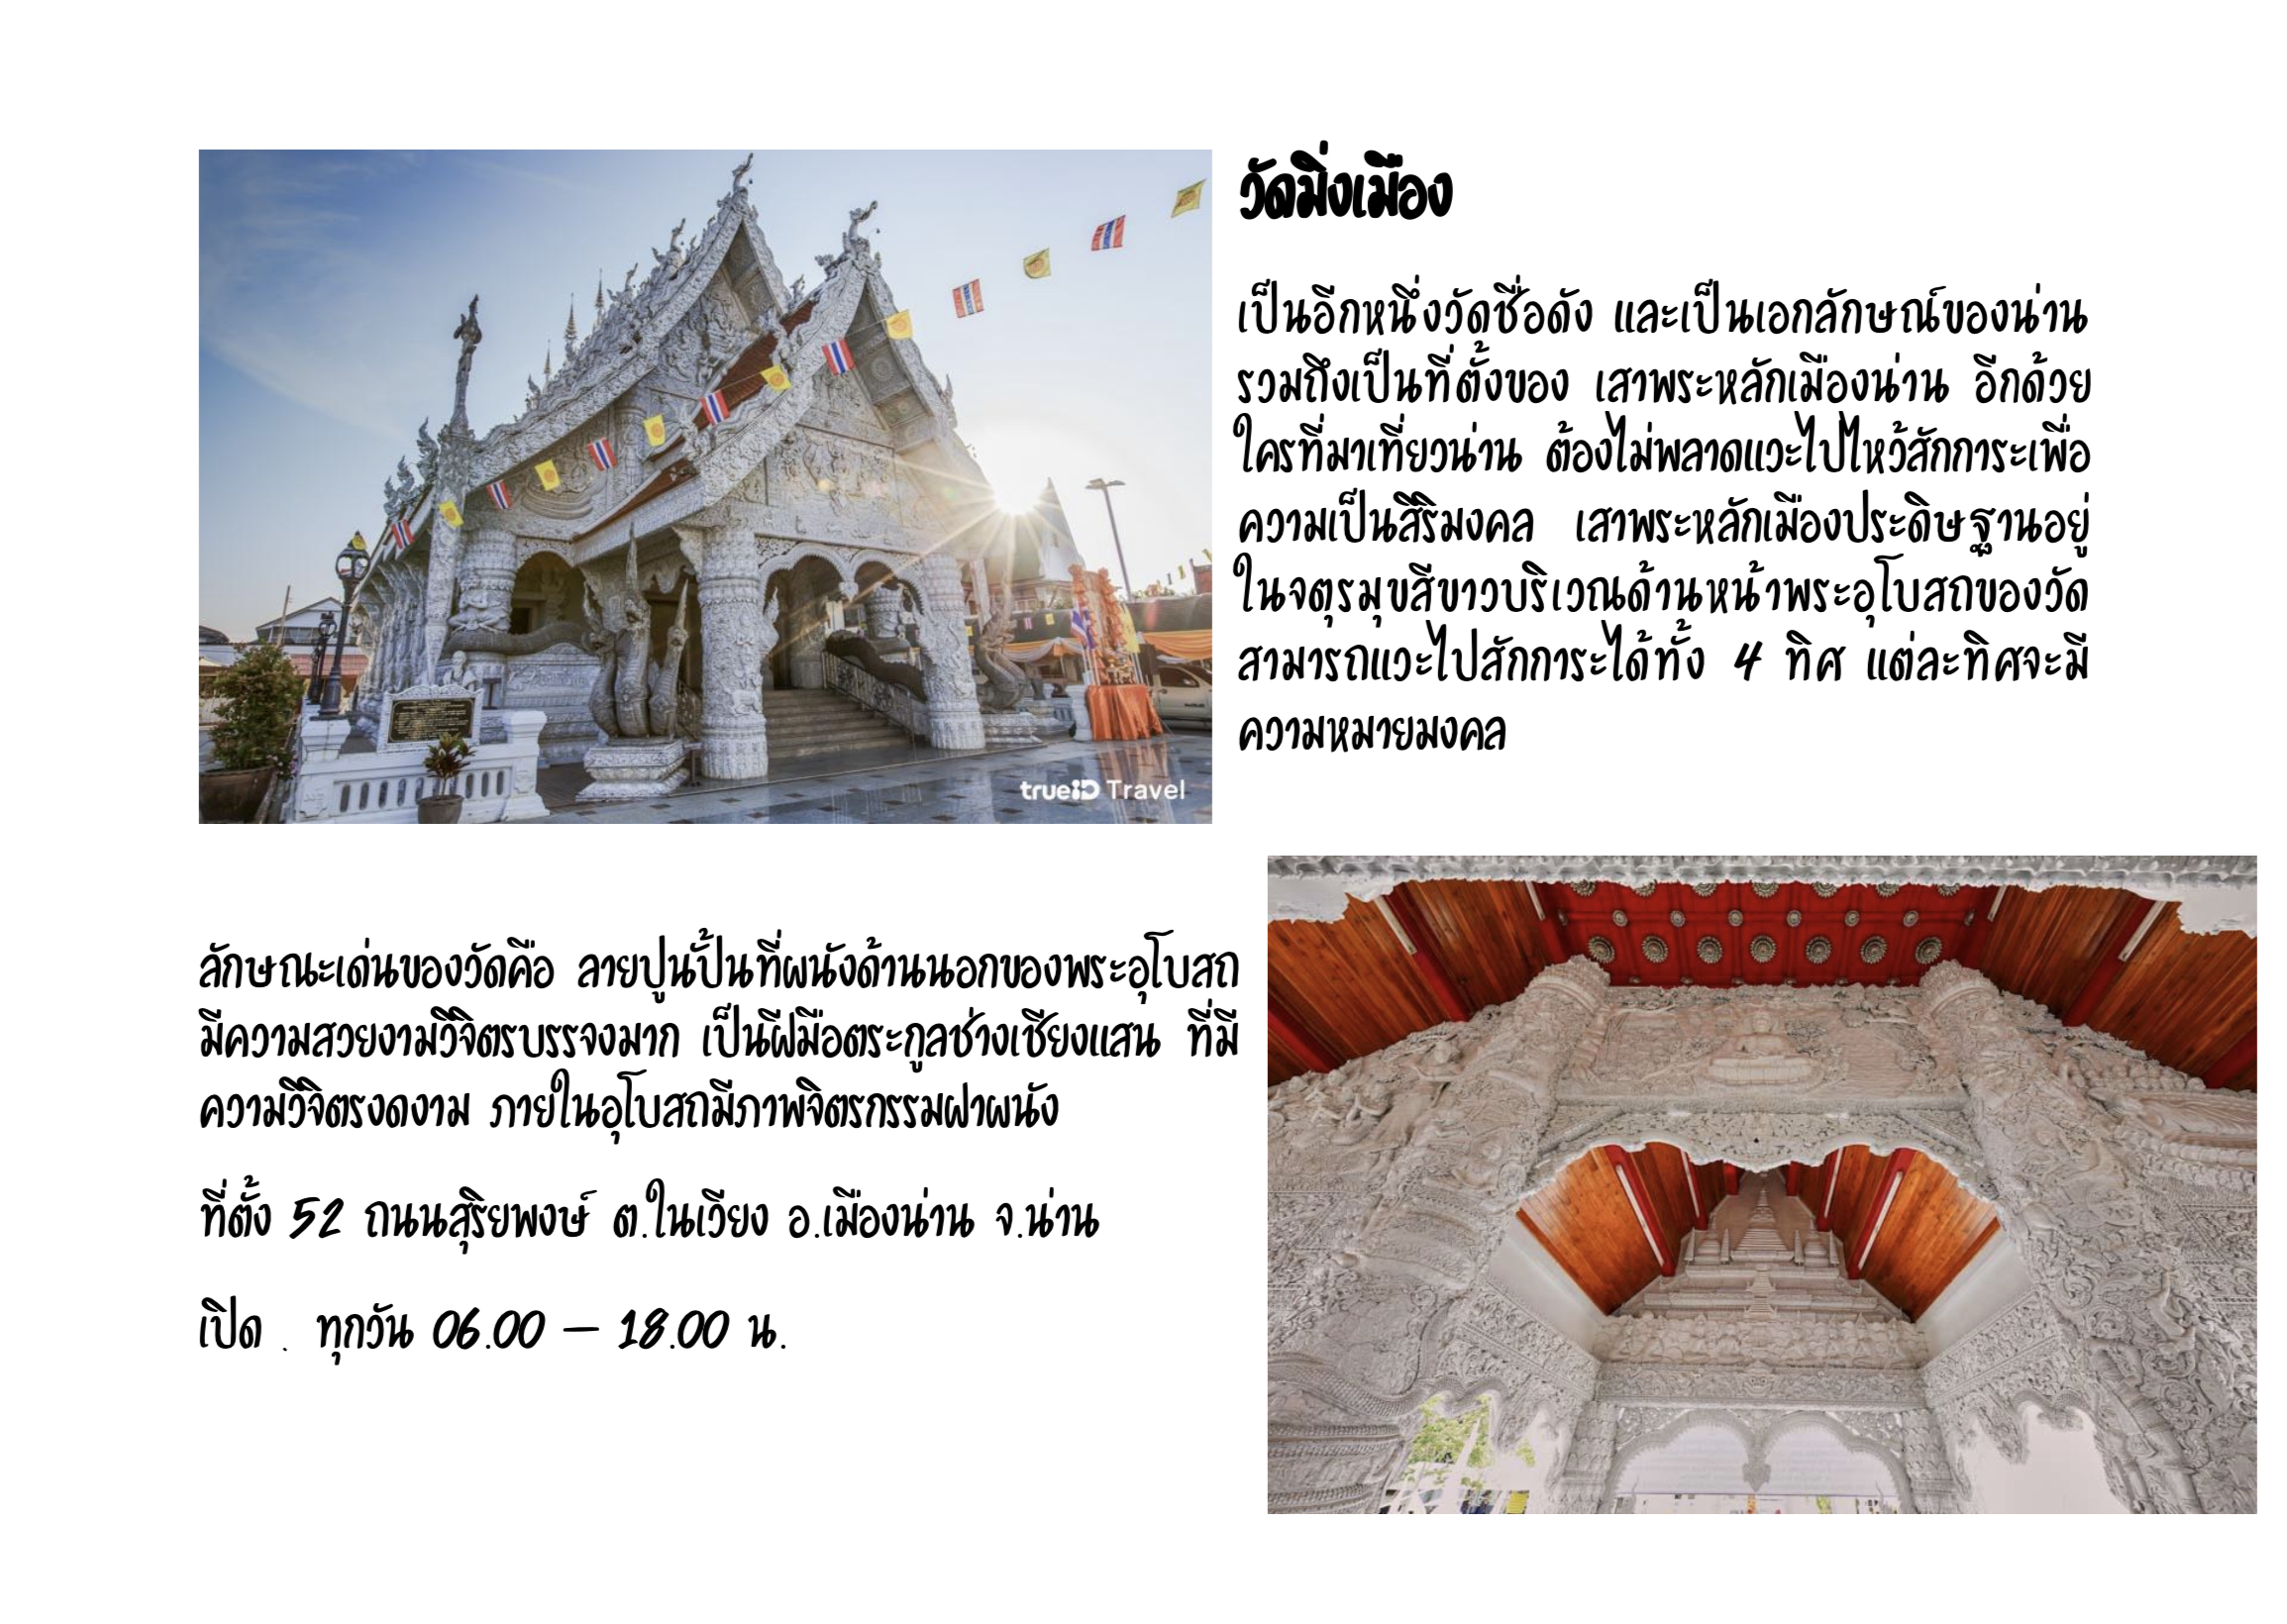 วัดมิ่งเมือง
เป็นอีกหนึ่งวัดชื่อดัง และเป็นเอกลักษณ์ของน่าน
รวมถึงเป็นที่ตั้งของ เสาพระหลักเมืองน่าน อีกด้วย
ใครที่มาเที่ยวน่าน ต้องไม่พลาดแวะไปไหว้สักการะเพื่อ
ความเป็นสิริมงคล เสาพระหลักเมืองประดิษฐานอยู่
ในจตุรมุขสีขาวบริเวณด้านหน้าพระอุโบสถของวัด
สามารถแวะไปสักการะได้ทั้ง 4 ทิศ แต่ละทิศจะมี
ความหมายมงคล
trueID Travel
ลักษณะเด่นของวัดคือ ลายปูนปั้นที่ผนังด้านนอกของพระอุโบสถ
มีความสวยงามวิจิตรบรรจงมาก เป็นฝีมือตระกูลช่างเชียงแสน ที่มี
ความวิจิตรงดงาม ภายในอุโบสถมีภาพจิตรกรรมฝาผนัง
ที่ตั้ง 52 ถนนสุริยพงษ์ ต.ในเวียง อ.เมืองน่าน จ.น่าน
เปิด . ทุกวัน 06.00 – 18.00 น.